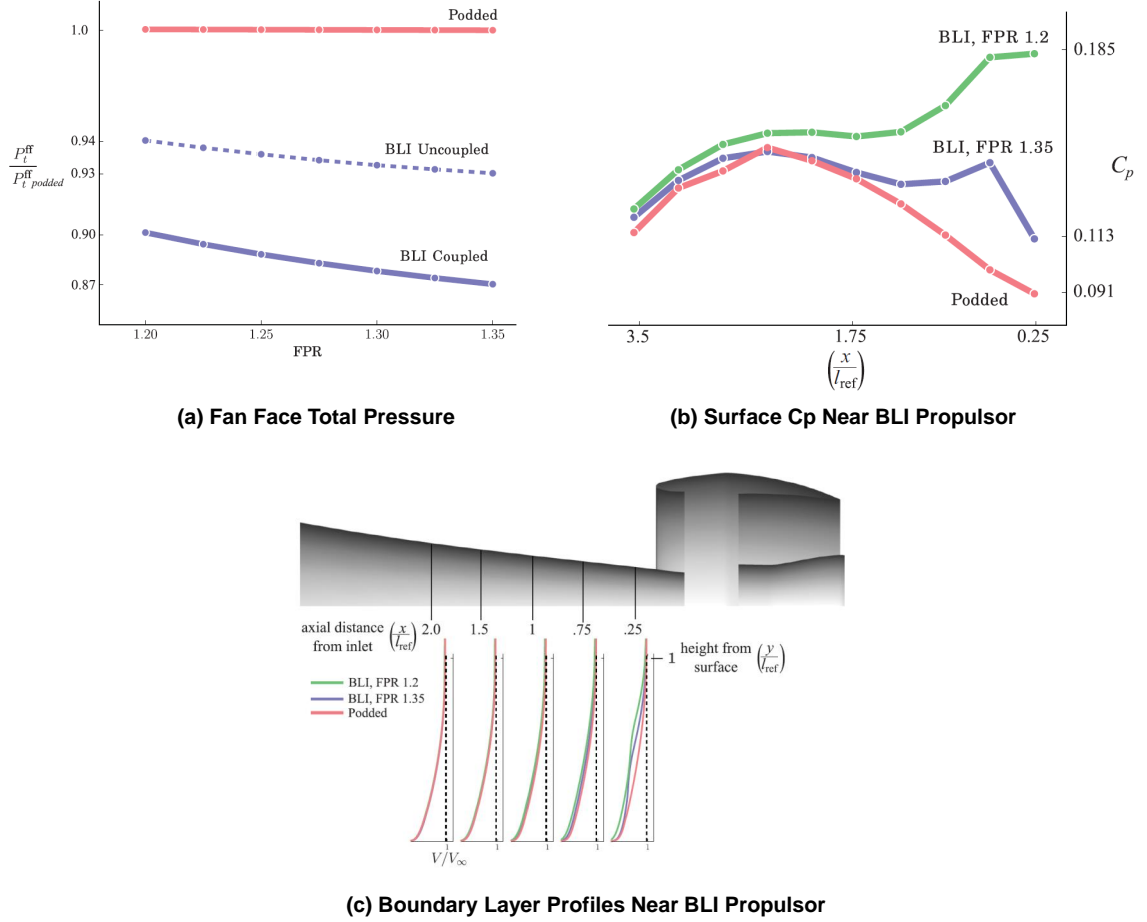 1.0
0.94
0.93
0.90
0.87
P_t^ff / P_t^ff podded
Podded
BLI Uncoupled
BLI Coupled
1.20 1.25 1.30 1.35
FPR
(a) Fan Face Total Pressure
BLI, FPR 1.2
BLI, FPR 1.35
Podded
0.185
C_p
0.113
0.091
3.5 1.75 0.25
(x/l_ref)
(b) Surface Cp Near BLI Propulsor
axial distance (x/l_ref) 2.0 1.5 1 .75 .25
from inlet
1 height from (y/l_ref)
surface
BLI, FPR 1.2
BLI, FPR 1.35
Podded
1 1 1 1 1
V/V∞
(c) Boundary Layer Profiles Near BLI Propulsor